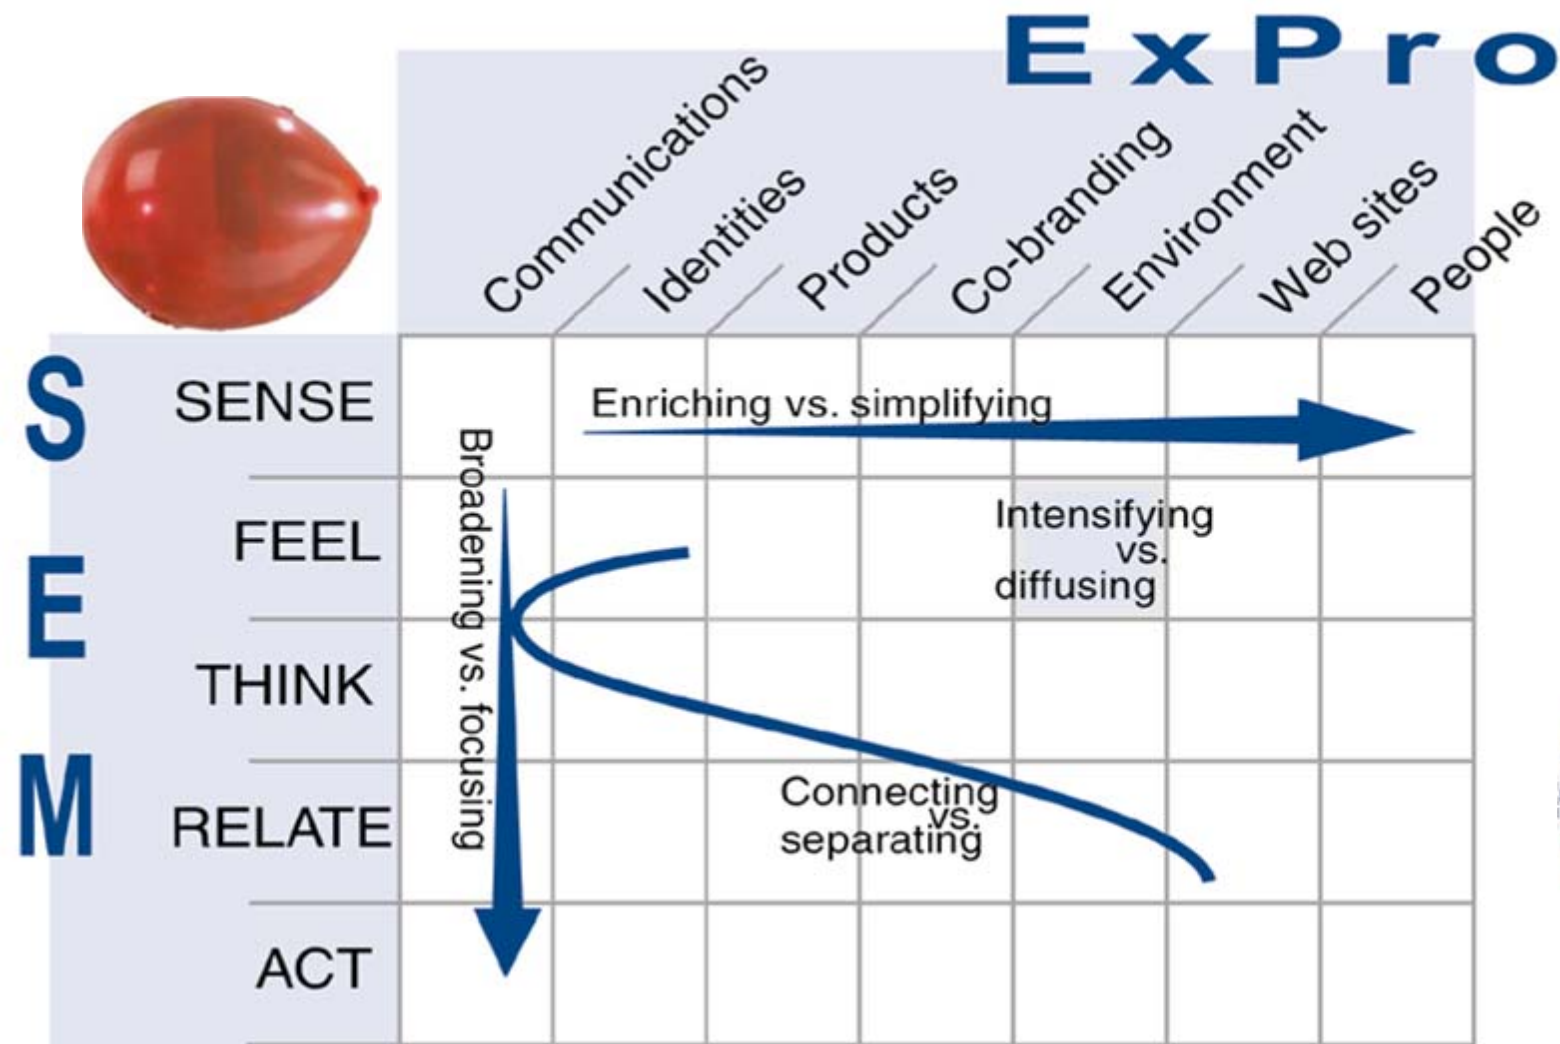 ExPro
Communications
Identities
Products
Co-branding
Environment
Web sites
People
S
E
M
SENSE
FEEL
THINK
RELATE
ACT
Enriching vs. simplifying
Broadening vs. focusing
Intensifying
vs.
diffusing
Connecting
vs.
separating